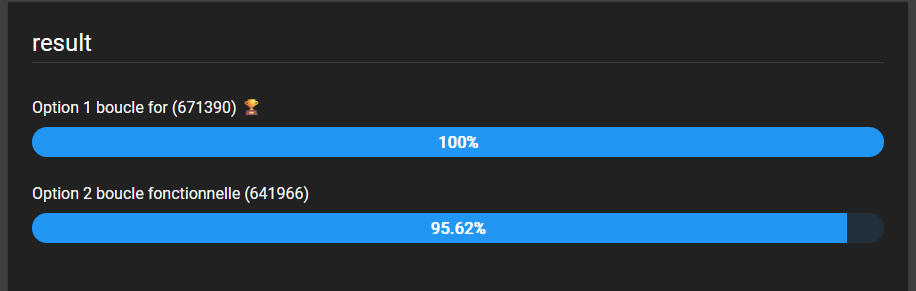 result
Option 1 boucle for (671390) 🏆
100%
Option 2 boucle fonctionnelle (641966)
95.62%